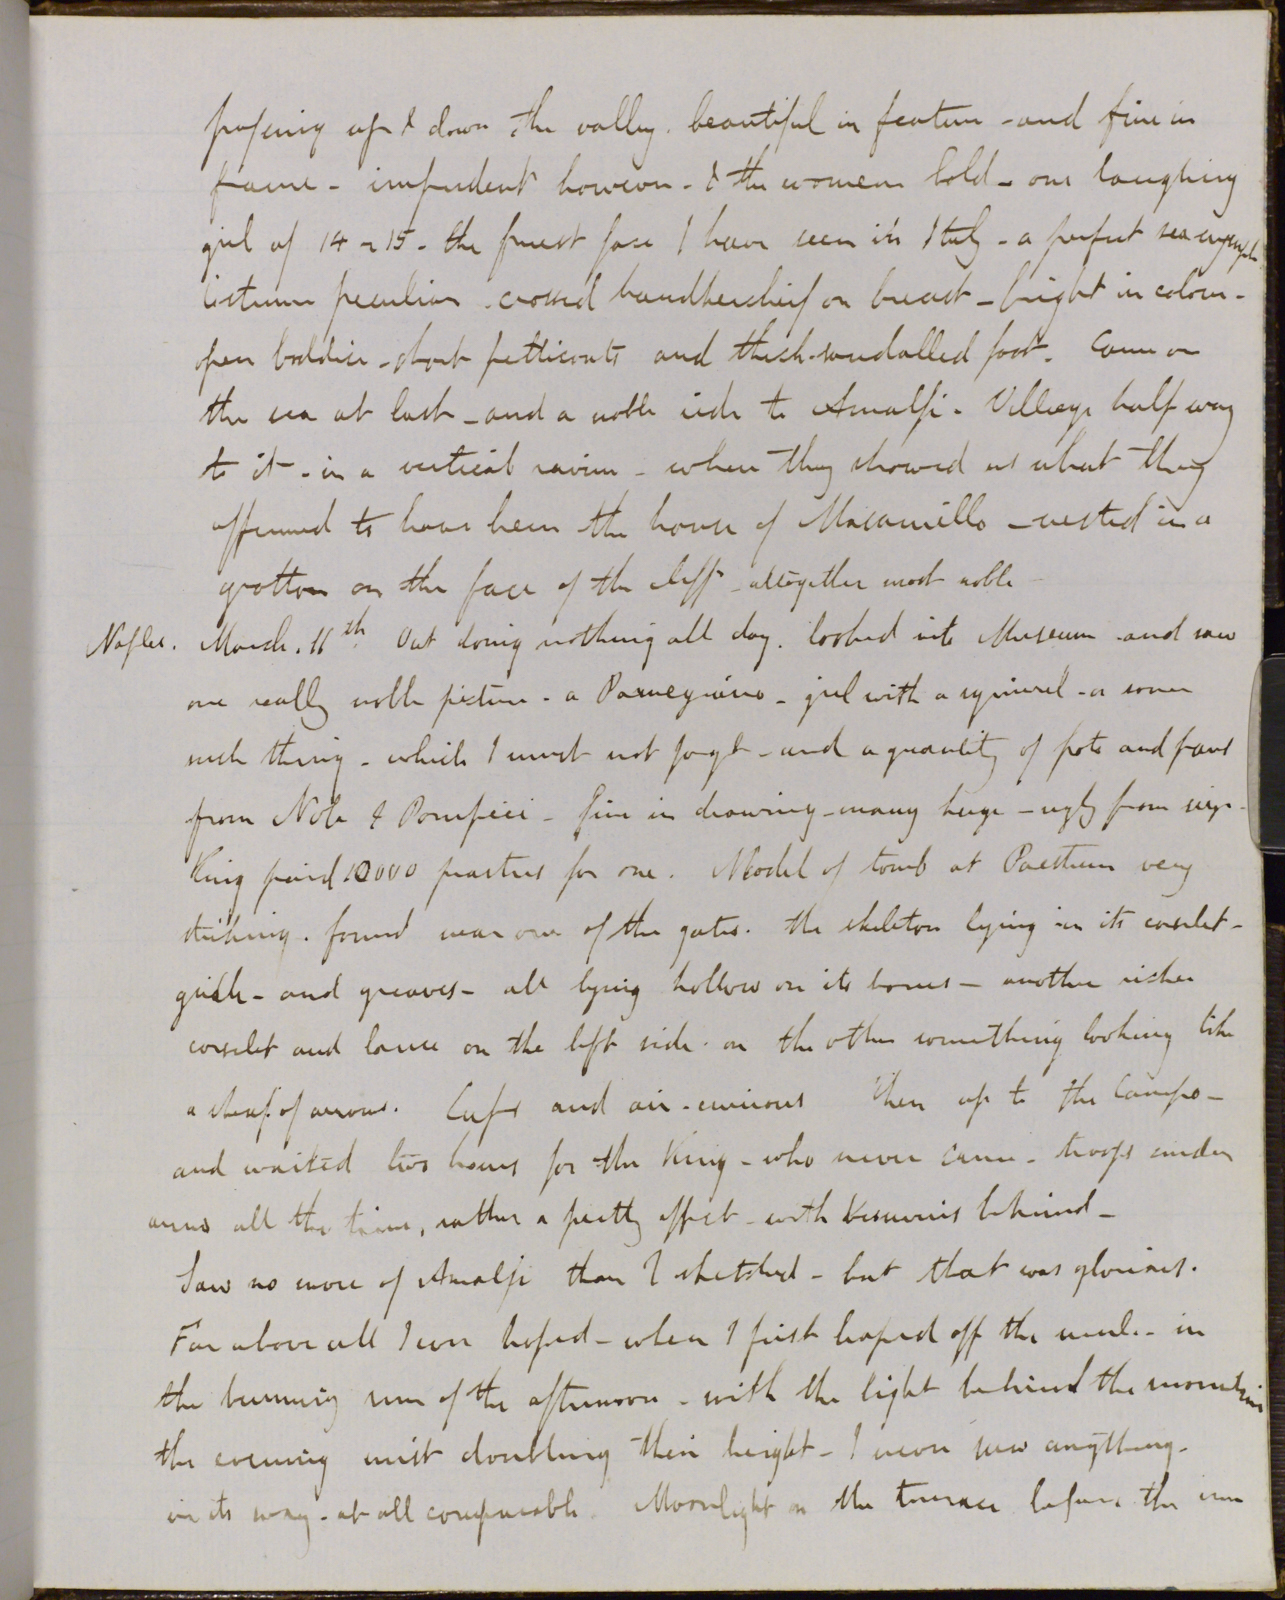 passing up & down the valley. beautiful in feature - and fine in
frame - impudent however - & the women bold - one laughing
girl of 14 or 15 - the finest face I have seen in Italy - a perfect sea nymph.
Costume peculiar - crossed handkerchief on breast - bright in colour -
open boddice - short petticoats and thick-sandalled foot. Came on
the sea at last - and a noble ride to Amalfi - Village half way
to it - in a vertical ravine - where they showed us what they
affirmed to have been the house of Masaniello - nested in a
grotto on the face of the cliff - altogether most noble -
Naples. March. 11th Out doing nothing all day. looked into Museum - and saw
one really noble picture - a Parmegiano - girl with a squirrel - or some
such thing - which I must not forget - and a quantity of pots and pans
from Nola & Pompeii - fine in drawing - many huge - ugly from size -
King paid 10000 piastres for one. Model of tomb at Paestum very
striking. found near one of the gates. the skeleton lying in its corselet -
girdle - and greaves - all lying hollow on its bones - another richer
corselet and lance on the left side - on the other something looking like
a sheaf of arrows. Cups and curious Then up to the Campo -
and waited two hours for the King - who never came - troops under
arms all the time, rather a pretty effect - with Vesuvius behind -
Saw no more of Amalfi than I sketched - but that was glorious.
Far above all I ever hoped - when I first leaped off the mule - in
the burning sun of the afternoon - with the light behind the mountains
the evening mist doubling their height - I never saw anything -
in its way - at all comparable. Moonlight on the terrace before the inn